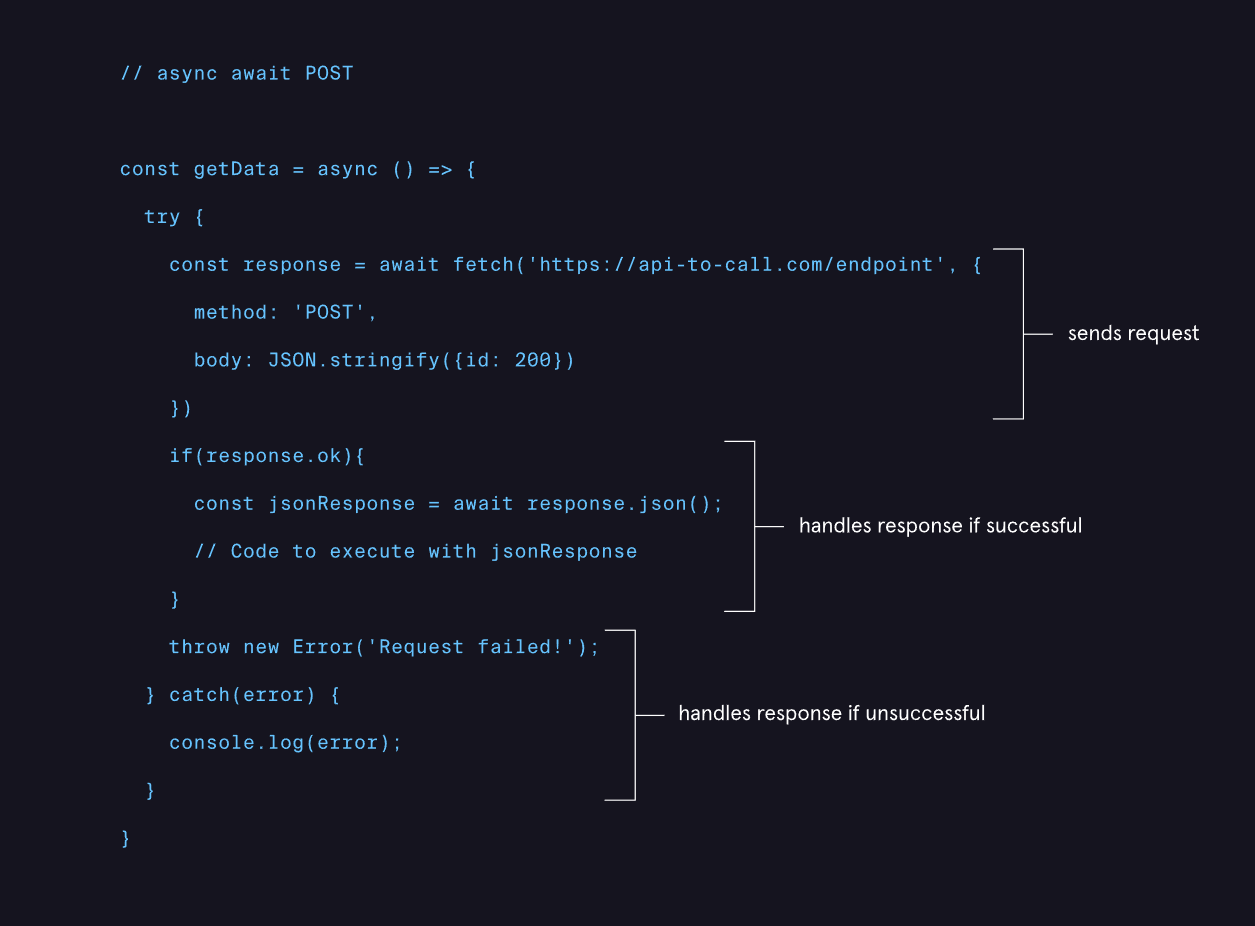 // async await POST
const getData = async () => {
try {
const response = await fetch('https://api-to-call.com/endpoint', {
method: 'POST',
body: JSON.stringify({id: 200})
})
sends request
if(response.ok){
const jsonResponse = await response.json();
// Code to execute with jsonResponse
}
handles response if successful
throw new Error('Request failed!');
} catch(error) {
console.log(error);
}
handles response if unsuccessful
}